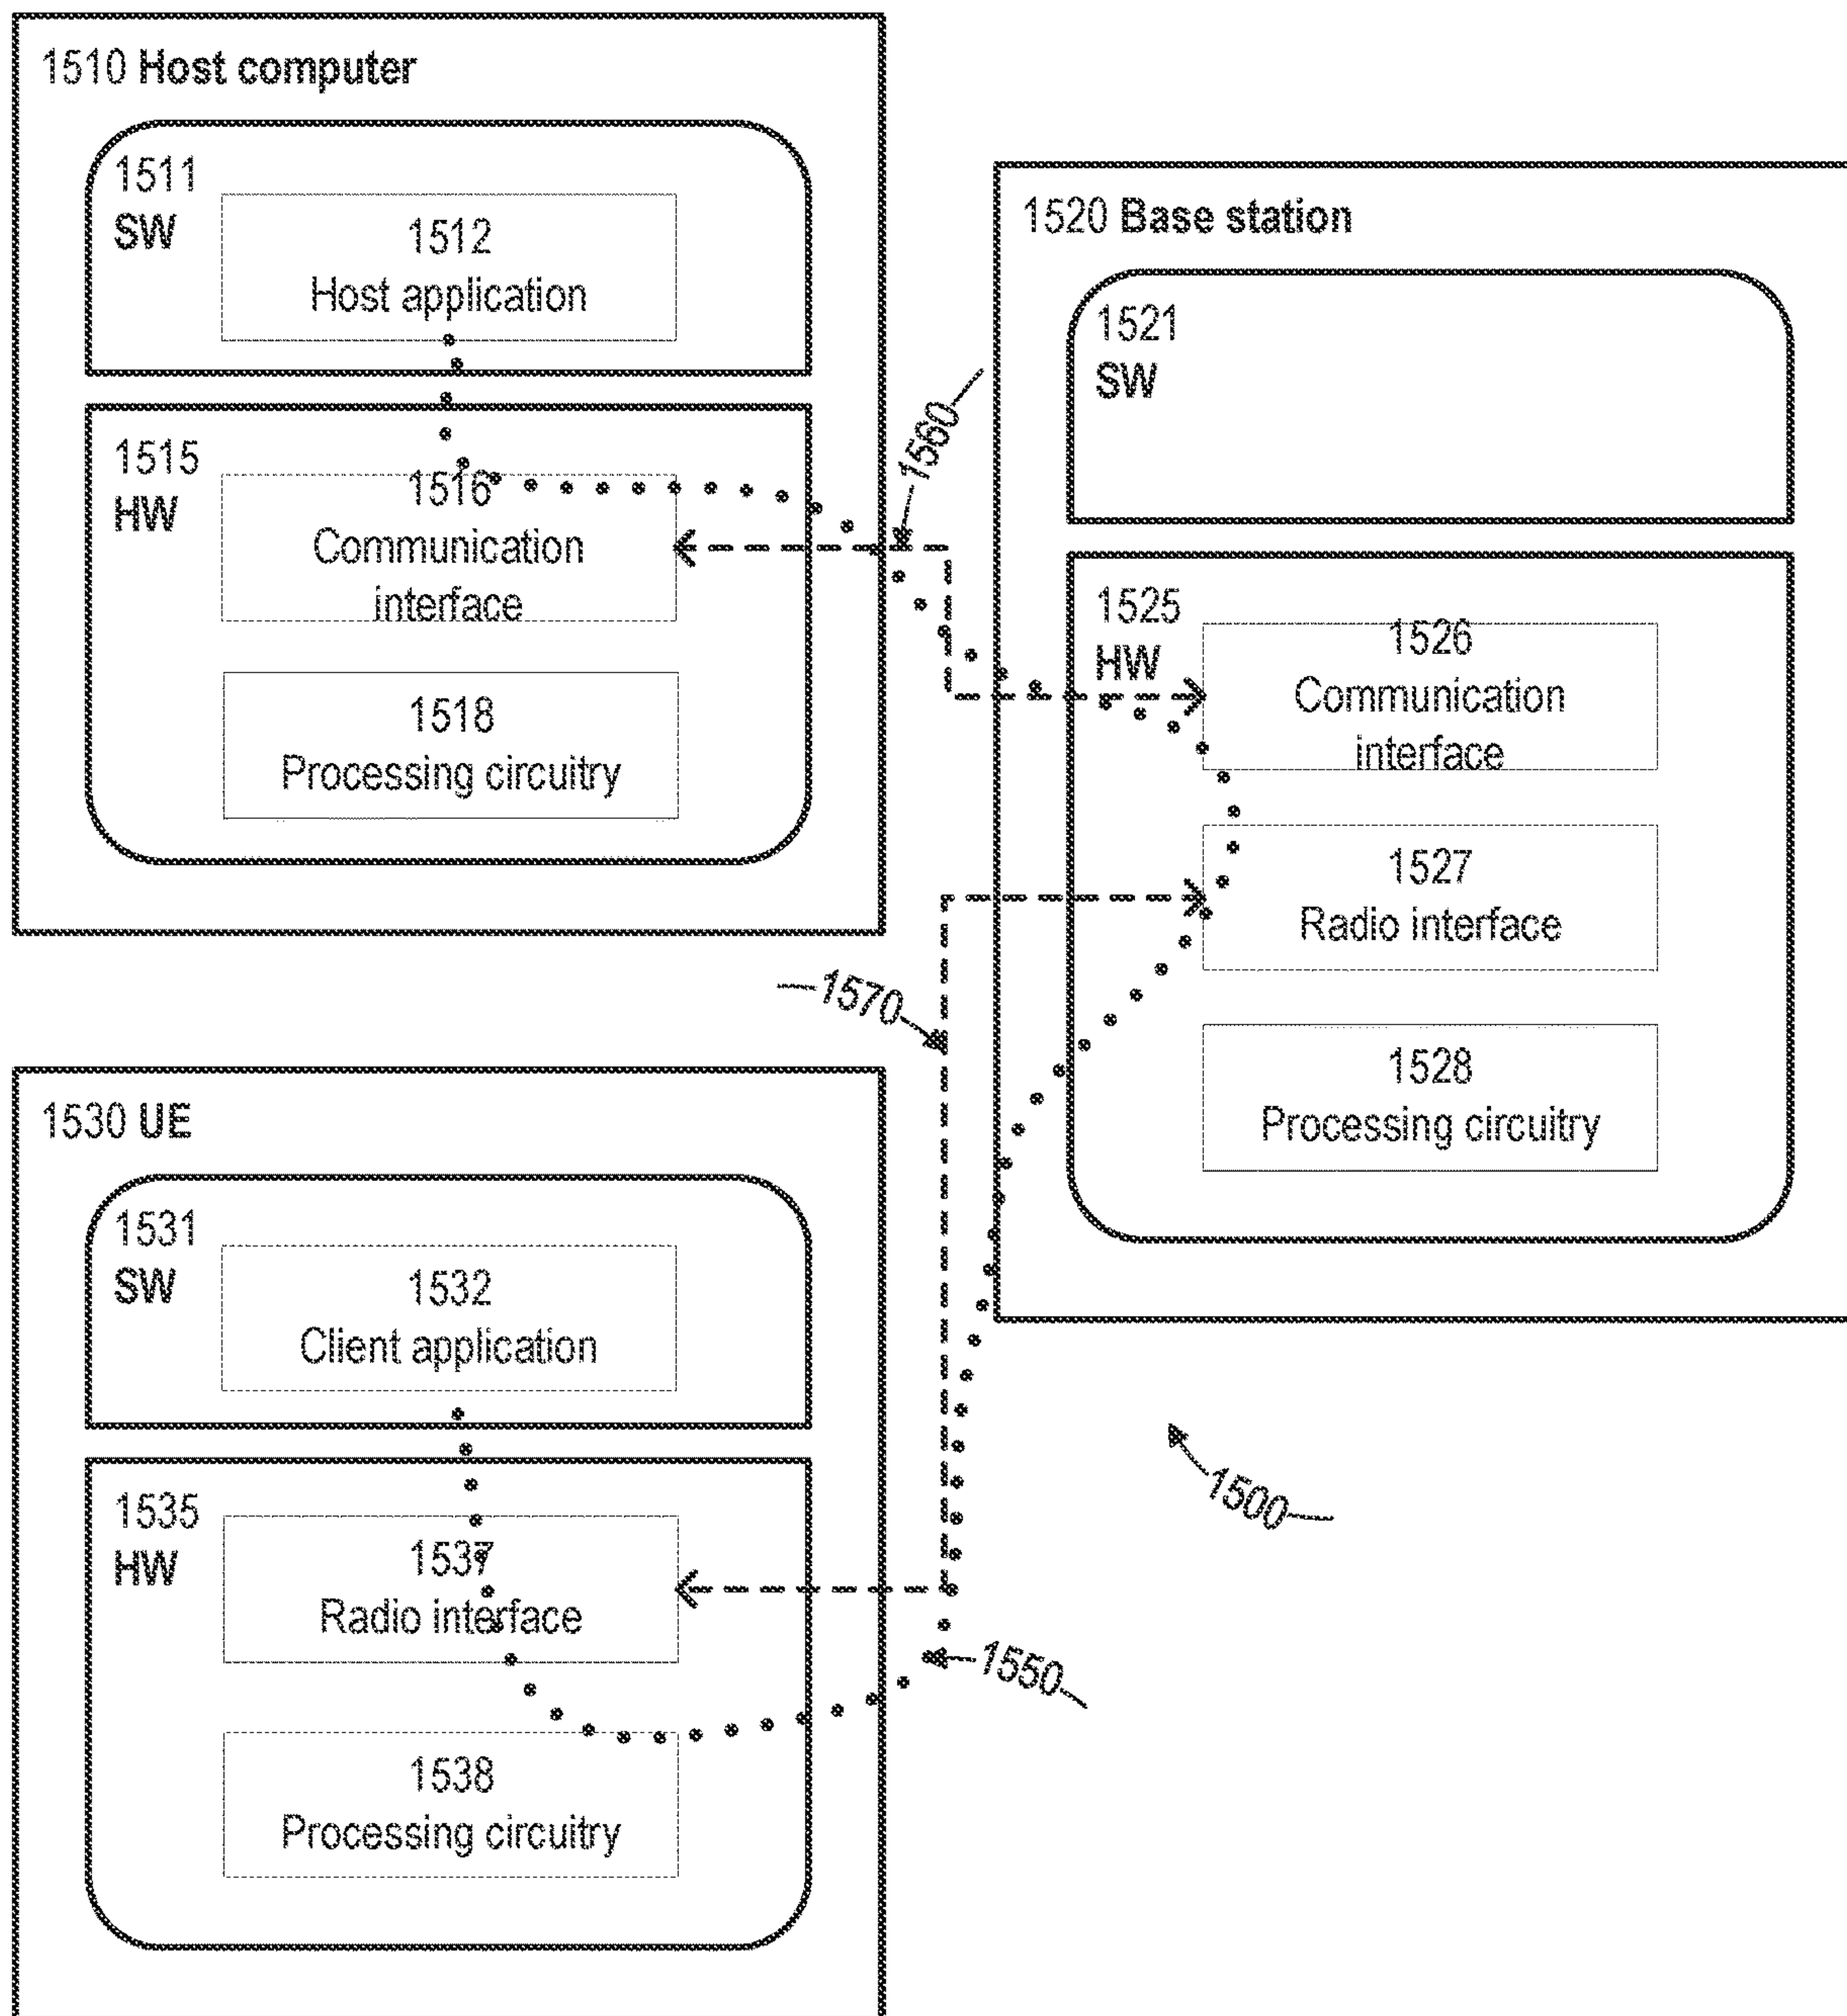 1510 Host computer
1511
SW
1512
Host application
1515
HW
1516
Communication
interface
1518
Processing circuitry
1560
1520 Base station
1521
SW
1525
HW
1526
Communication
interface
1527
Radio interface
1528
Processing circuitry
1570
1530 UE
1531
SW
1532
Client application
1535
HW
1537
Radio interface
1538
Processing circuitry
1550
1500